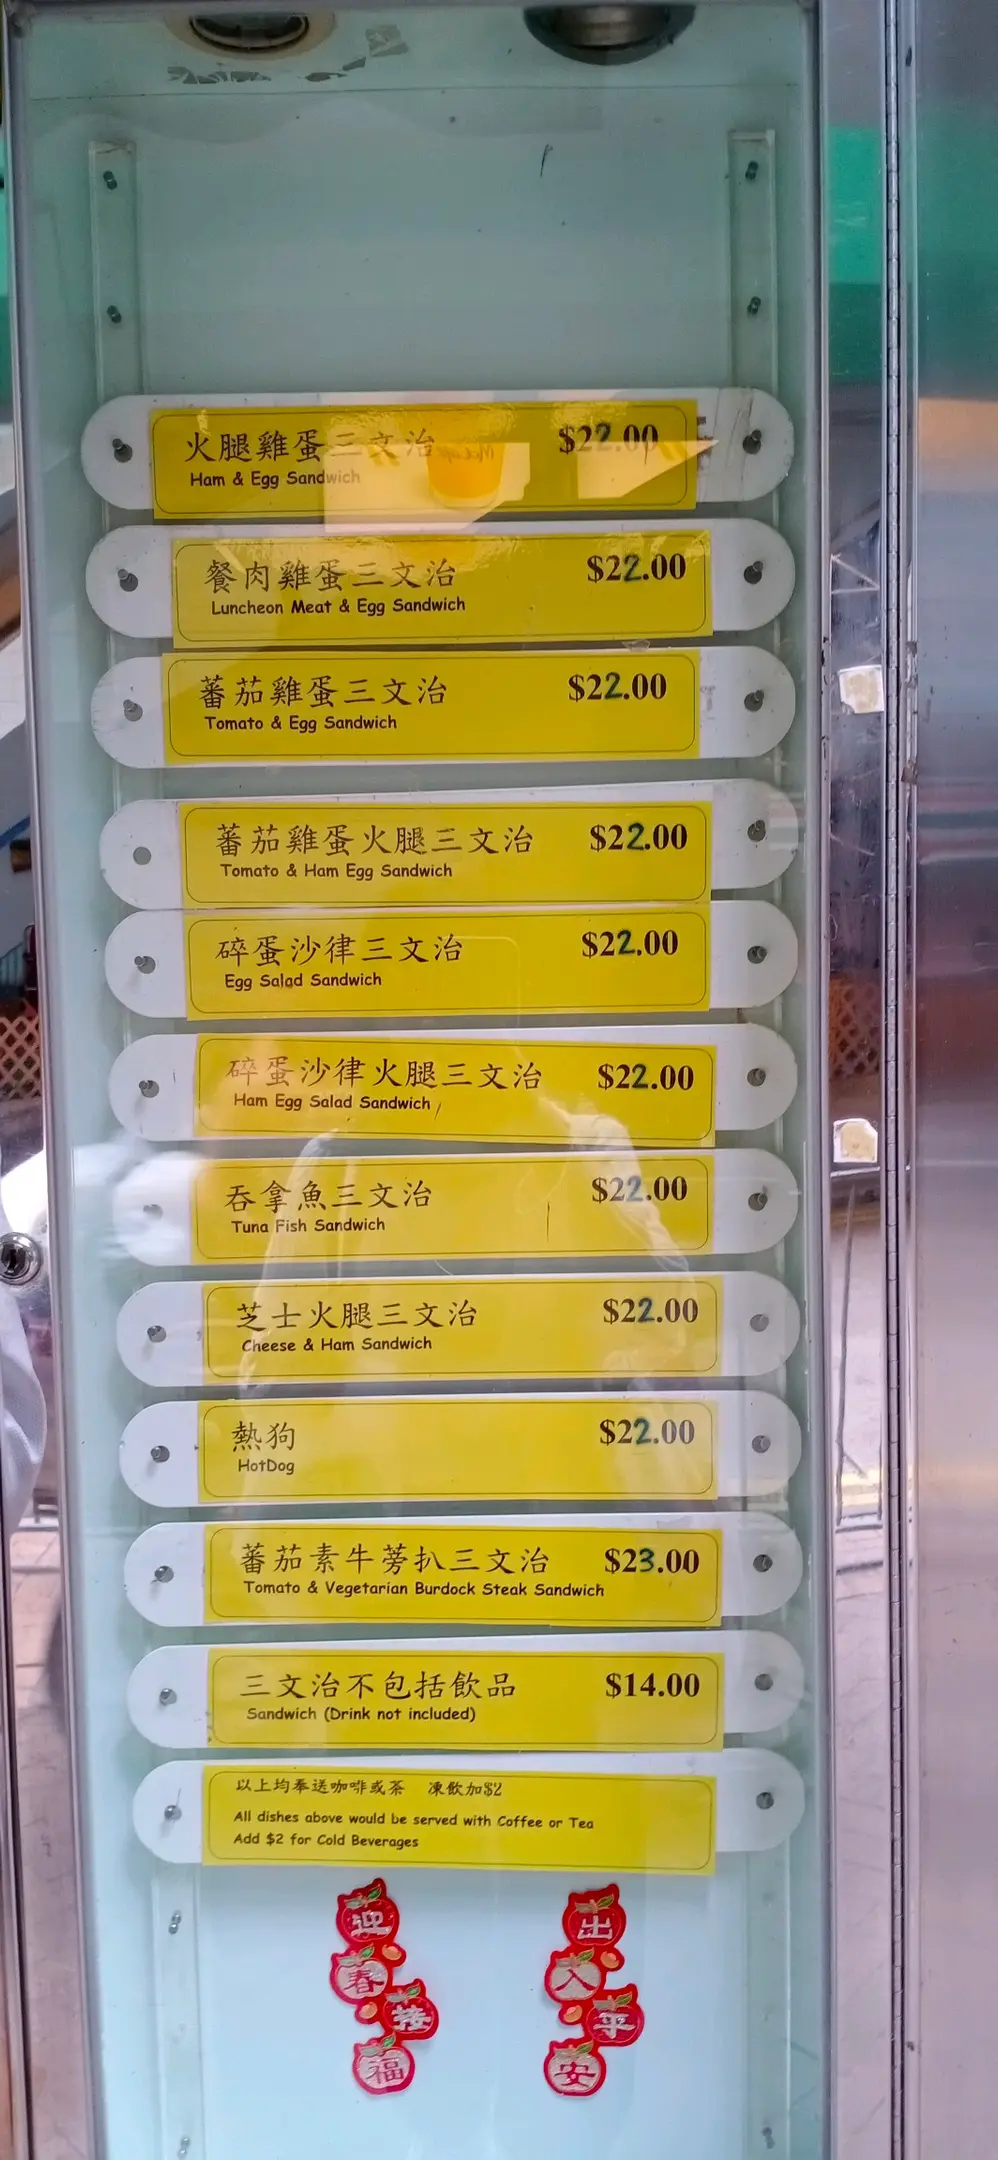 火腿雞蛋三文治 $22.00
Ham & Egg Sandwich
餐肉雞蛋三文治 $22.00
Luncheon Meat & Egg Sandwich
蕃茄雞蛋三文治 $22.00
Tomato & Egg Sandwich
蕃茄雞蛋火腿三文治 $22.00
Tomato & Ham Egg Sandwich
碎蛋沙律三文治 $22.00
Egg Salad Sandwich
碎蛋沙律火腿三文治 $22.00
Ham Egg Salad Sandwich
吞拿魚三文治 $22.00
Tuna Fish Sandwich
芝士火腿三文治 $22.00
Cheese & Ham Sandwich
熱狗 $22.00
HotDog
蕃茄素牛蒡扒三文治 $23.00
Tomato & Vegetarian Burdock Steak Sandwich
三文治不包括飲品 $14.00
Sandwich (Drink not included)
以上均奉送咖啡或茶 凍飲加$2
All dishes above would be served with Coffee or Tea
Add $2 for Cold Beverages
迎春接福
出入平安